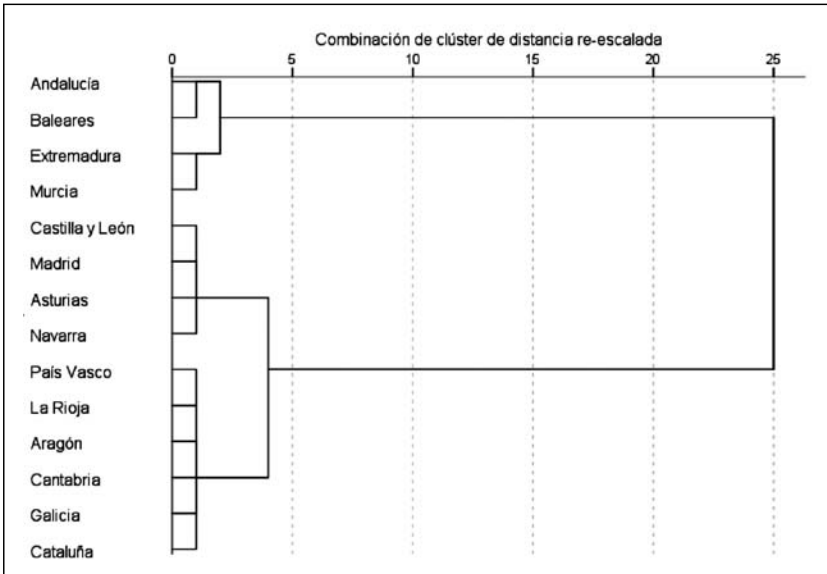 Combinación de clúster de distancia re-escalada
0 5 10 15 20 25
Andalucía
Baleares
Extremadura
Murcia
Castilla y León
Madrid
Asturias
Navarra
País Vasco
La Rioja
Aragón
Cantabria
Galicia
Cataluña